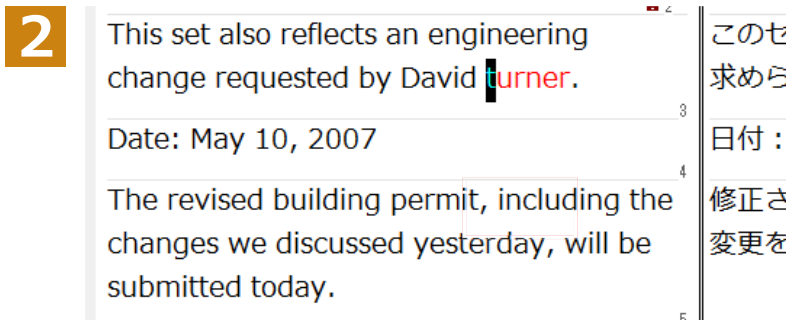 2
2
This set also reflects an engineering
change requested by David turner.
3
Date: May 10, 2007
4
The revised building permit, including the
changes we discussed yesterday, will be
submitted today.
このセ
求めら
日付:
修正さ
変更を